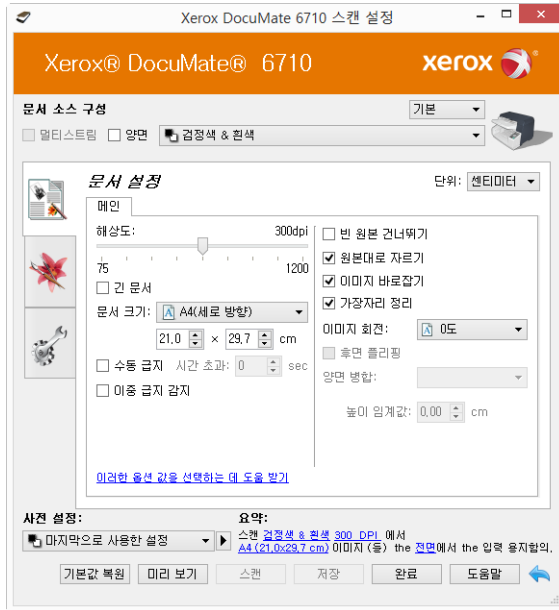 Xerox DocuMate 6710 스캔 설정
Xerox® DocuMate® 6710
xerox
문서 소스 구성
기본
멀티스트림
양면
검정색 & 흰색
문서 설정
단위: 센티미터
메인
해상도: 300dpi
75 1200
긴 문서
문서 크기: A4(세로 방향)
21,0 × 29,7 cm
수동 급지 시간 초과: 0 sec
이중 급지 감지
빈 원본 건너뛰기
원본대로 자르기
이미지 바로잡기
가장자리 정리
이미지 회전: 0도
후면 플리핑
양면 병합:
높이 임계값: 0,00 cm
이러한 옵션 값을 선택하는 데 도움 받기
사전 설정:
마지막으로 사용한 설정
요약:
스캔 검정색 & 흰색 300 DPI 에서
A4 (21,0x29,7 cm) 이미지 (을) the 전면에서 the 입력 용지함의.
기본값 복원 미리 보기 스캔 저장 완료 도움말